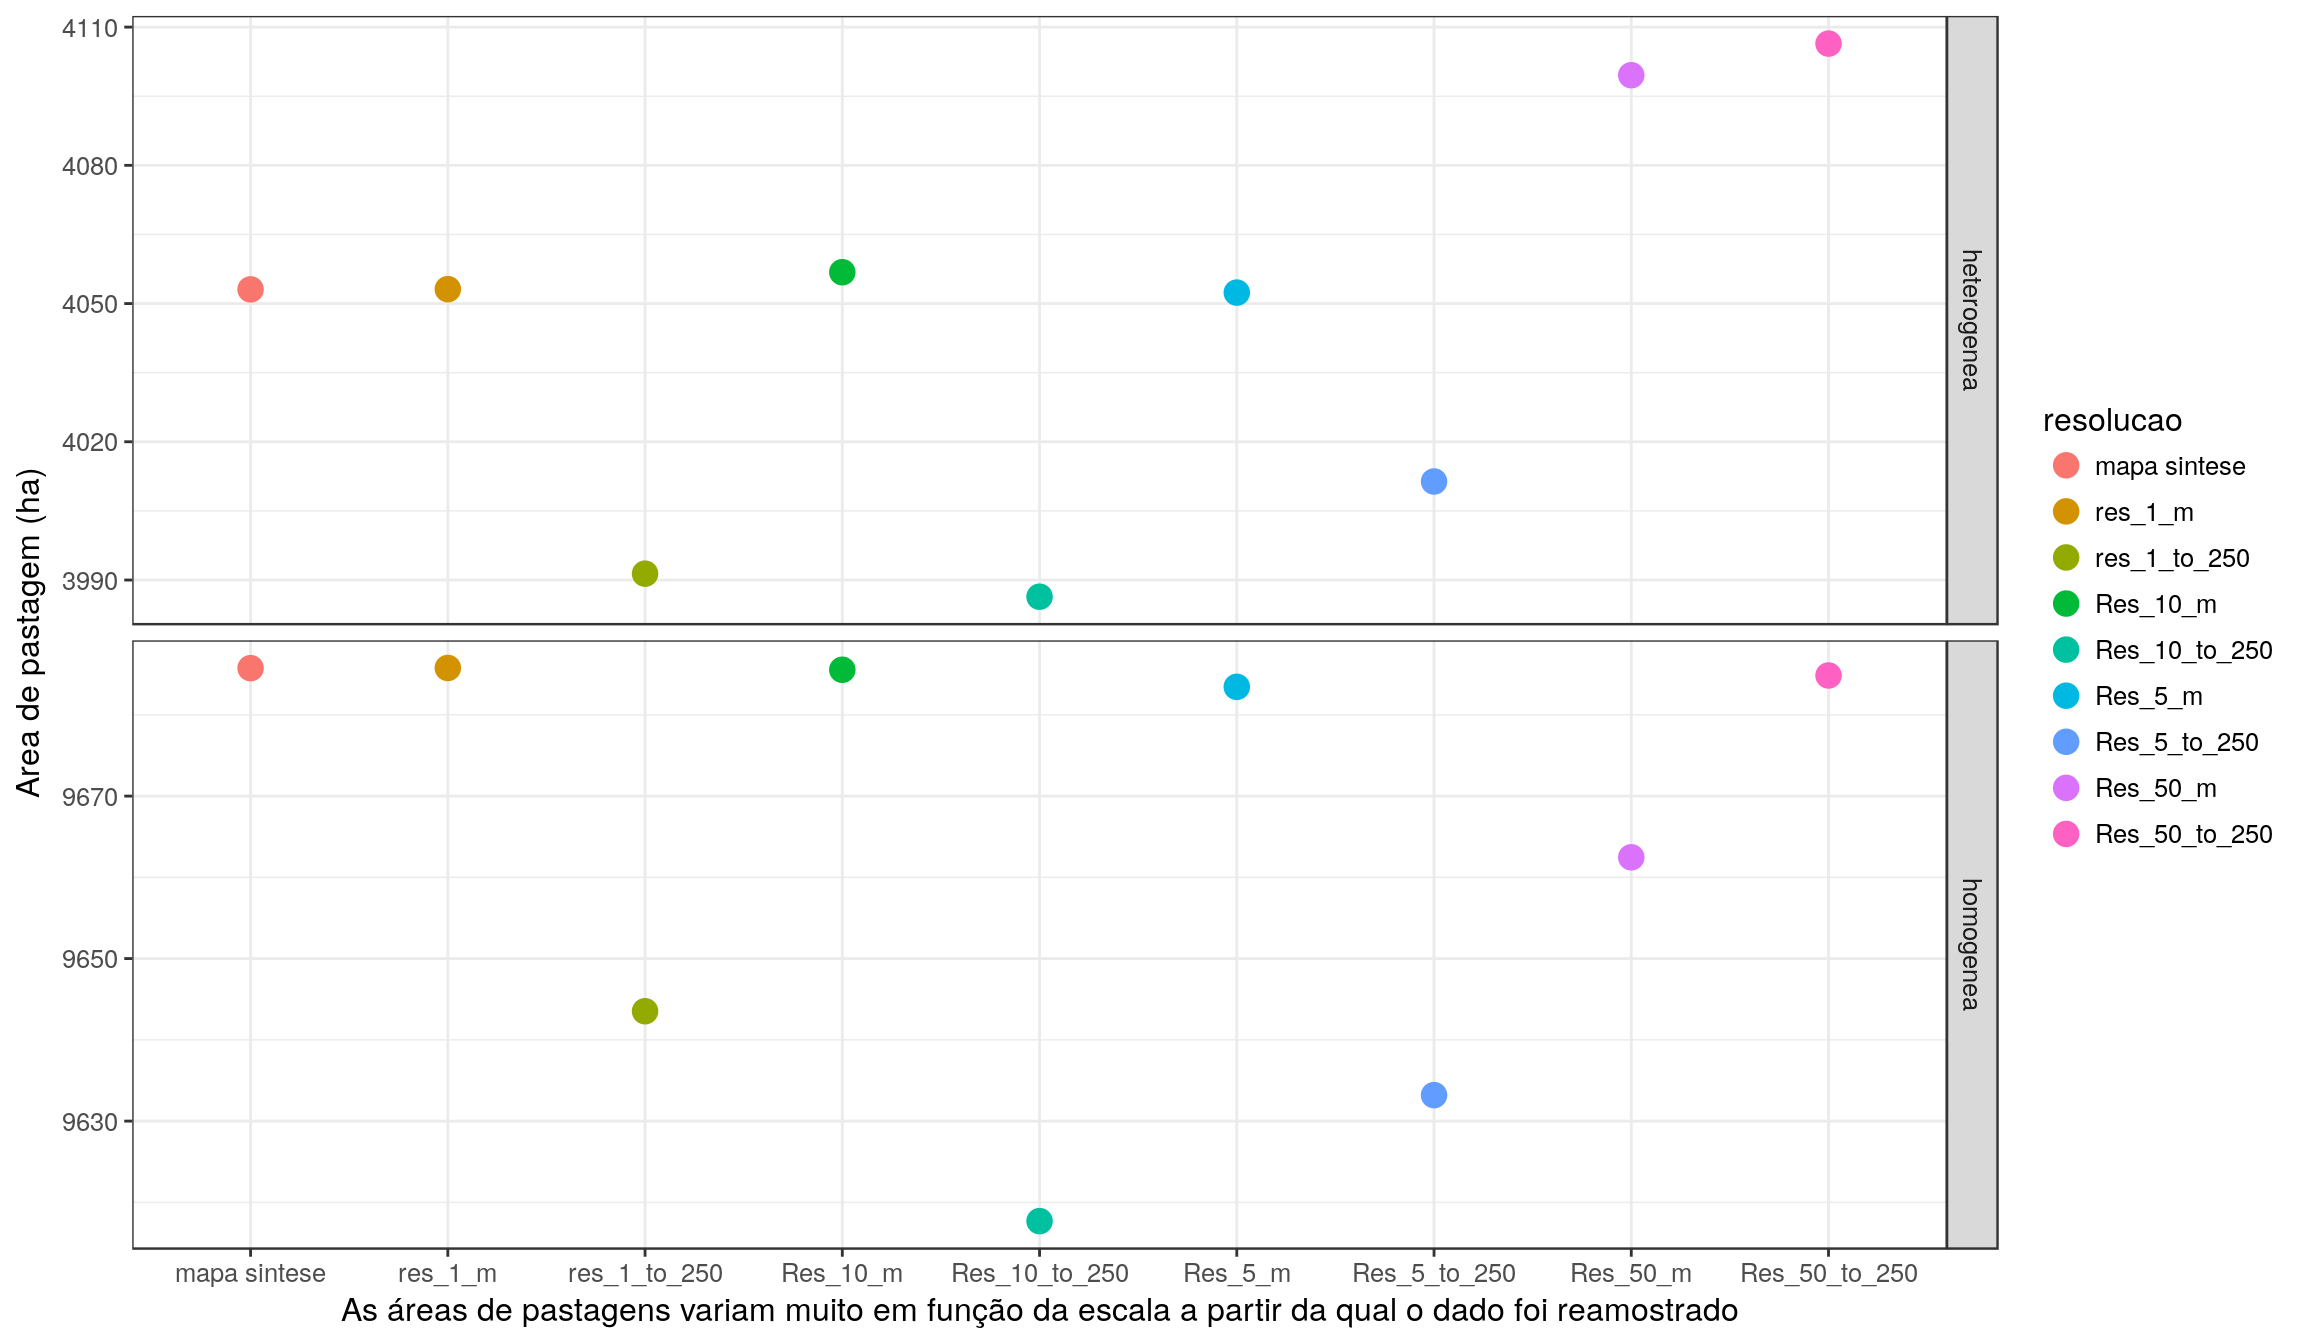 4110
4080
4050
4020
3990
heterogenea
9670
9650
9630
homogenea
Area de pastagem (ha)
mapa sintese res_1_m res_1_to_250 Res_10_m Res_10_to_250 Res_5_m Res_5_to_250 Res_50_m Res_50_to_250
As áreas de pastagens variam muito em função da escala a partir da qual o dado foi reamostrado
resolucao
mapa sintese
res_1_m
res_1_to_250
Res_10_m
Res_10_to_250
Res_5_m
Res_5_to_250
Res_50_m
Res_50_to_250